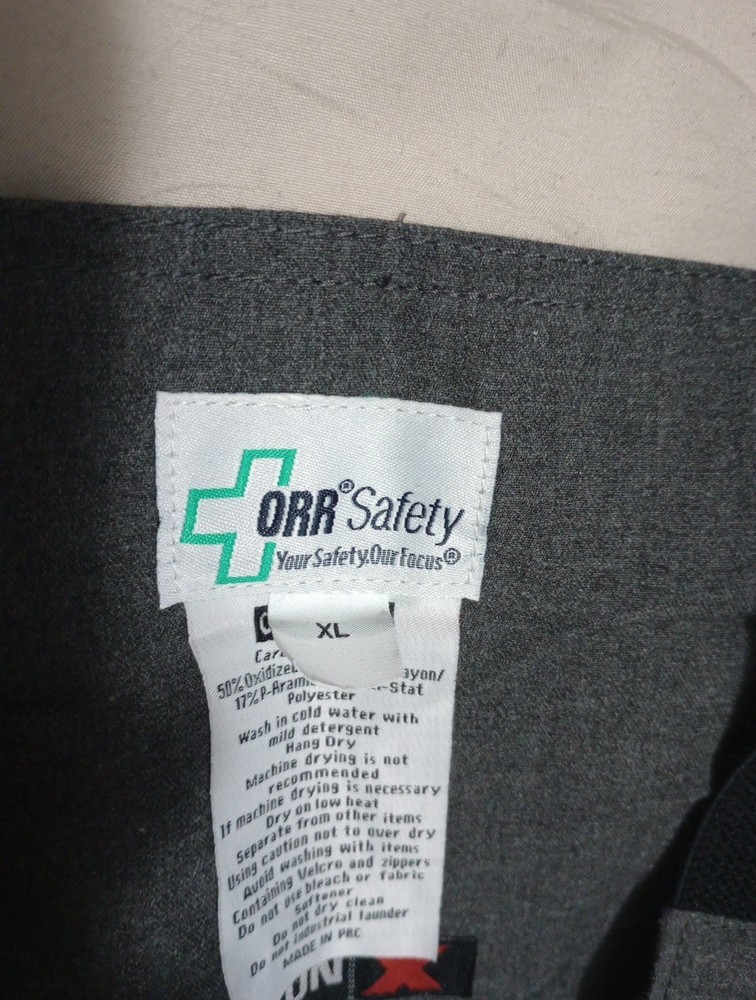 ORR® Safety
Your Safety. Our Focus®
XL
50% Oxidized
17% P-Aram
-Stat
Polyester
Wash in cold water with
mild detergent
Hang Dry
Machine drying is not
recommended
If machine drying is necessary
Dry on low heat
Separate from other items
Using caution not to over dry
Avoid washing with items
Containing Velcro and zippers
Do not use bleach or fabric
Softener
Do not dry clean
Do not industrial launder
MADE IN PRC
X